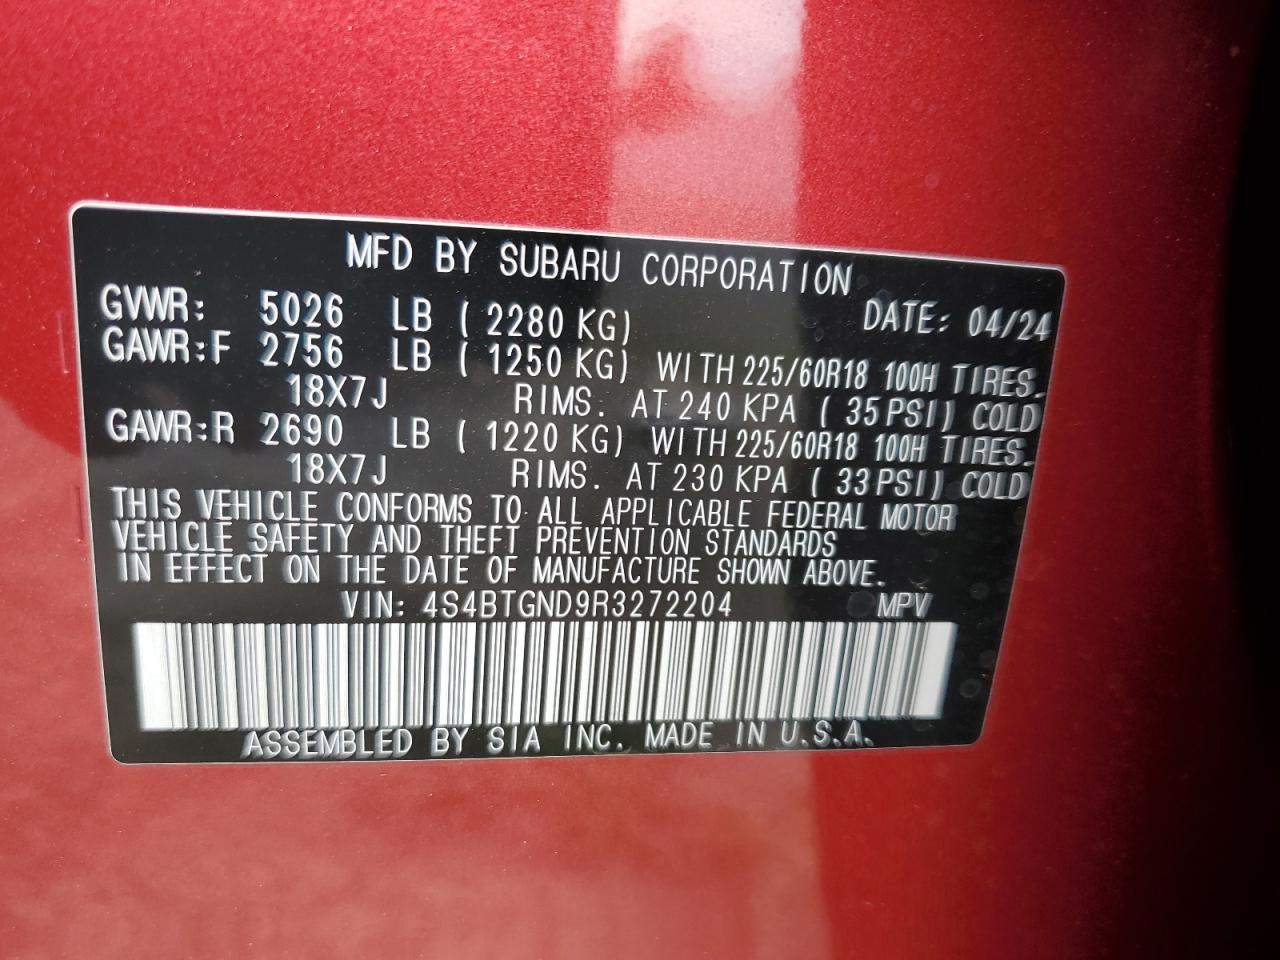 MFD BY SUBARU CORPORATION
GVWR: 5026 LB ( 2280 KG) DATE: 04/24
GAWR:F 2756 LB ( 1250 KG) WITH 225/60R18 100H TIRES.
18X7J RIMS. AT 240 KPA ( 35 PSI) COLD
GAWR:R 2690 LB ( 1220 KG) WITH 225/60R18 100H TIRES.
18X7J RIMS. AT 230 KPA ( 33 PSI) COLD
THIS VEHICLE CONFORMS TO ALL APPLICABLE FEDERAL MOTOR
VEHICLE SAFETY AND THEFT PREVENTION STANDARDS
IN EFFECT ON THE DATE OF MANUFACTURE SHOWN ABOVE.
VIN: 4S4BTGND9R3272204 MPV
ASSEMBLED BY SIA INC. MADE IN U.S.A.